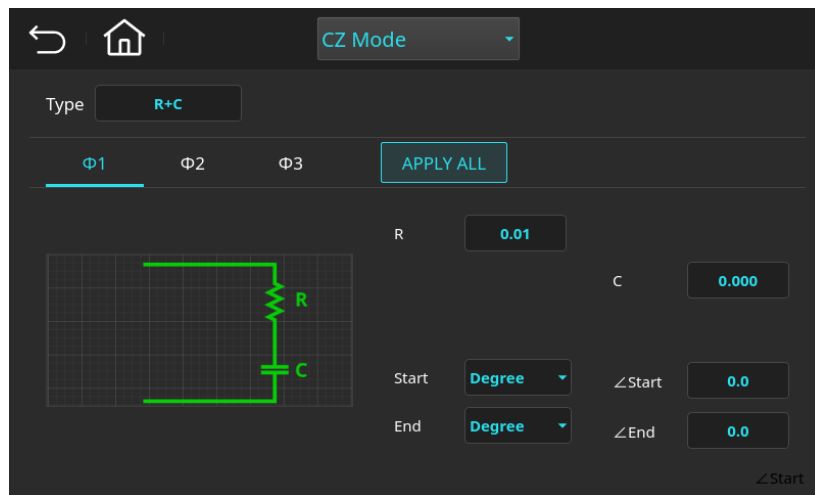 CZ Mode
Type R+C
Φ1 Φ2 Φ3 APPLY ALL
R 0.01
R
C 0.000
C
Start Degree ∠Start 0.0
End Degree ∠End 0.0
∠Start